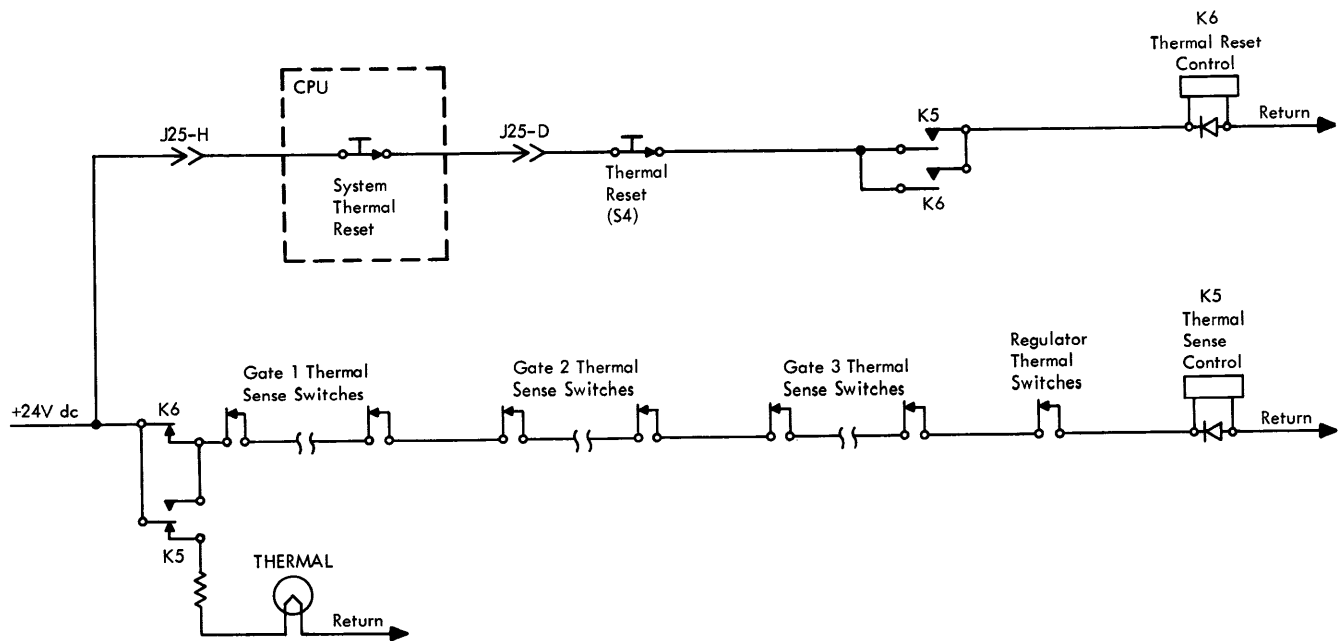 K6
Thermal Reset
Control
CPU
J25-H
J25-D
K5
Return
System
Thermal
Reset
Thermal
Reset
(S4)
K6
K5
Thermal
Sense
Control
Gate 1 Thermal
Sense Switches
Gate 2 Thermal
Sense Switches
Gate 3 Thermal
Sense Switches
Regulator
Thermal
Switches
+24V dc
K6
Return
K5
THERMAL
Return